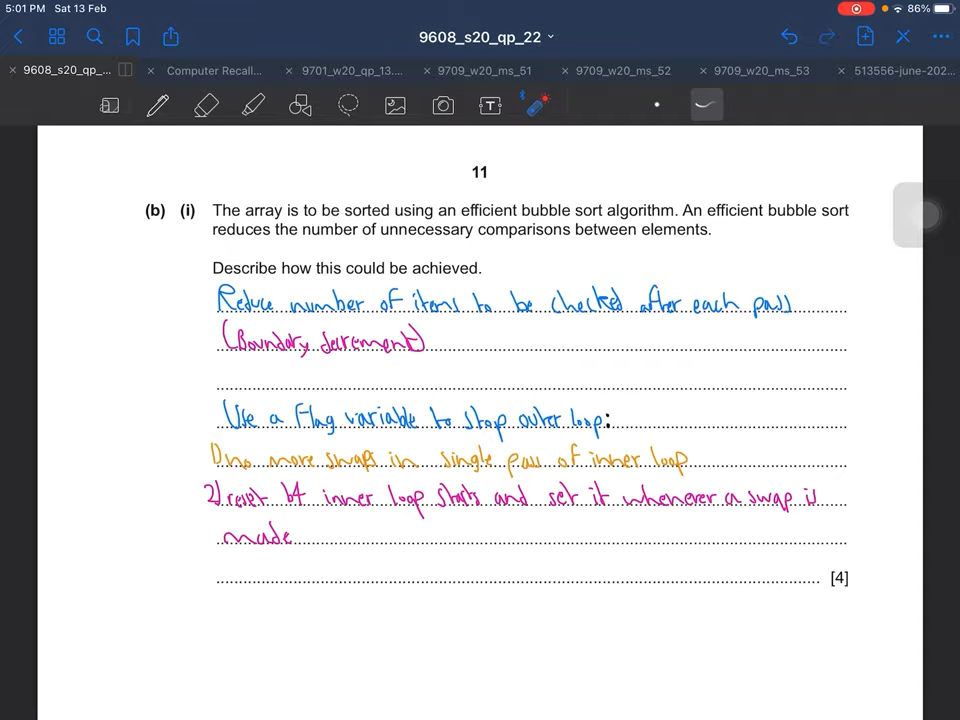 5:01 PM Sat 13 Feb
86%
9608_s20_qp_22
9608_s20_qp_...
Computer Recall...
9701_w20_qp_13....
9709_w20_ms_51
9709_w20_ms_52
9709_w20_ms_53
513556-june-202...
11
(b) (i) The array is to be sorted using an efficient bubble sort algorithm. An efficient bubble sort
reduces the number of unnecessary comparisons between elements.
Describe how this could be achieved.
Reduce number of items to be checked after each pass
(Boundary decrement)
Use a Flag variable to stop outer loop:
1) no more swaps in single pass of inner loop
2) reset b4 inner loop starts and set it whenever a swap is
made
[4]